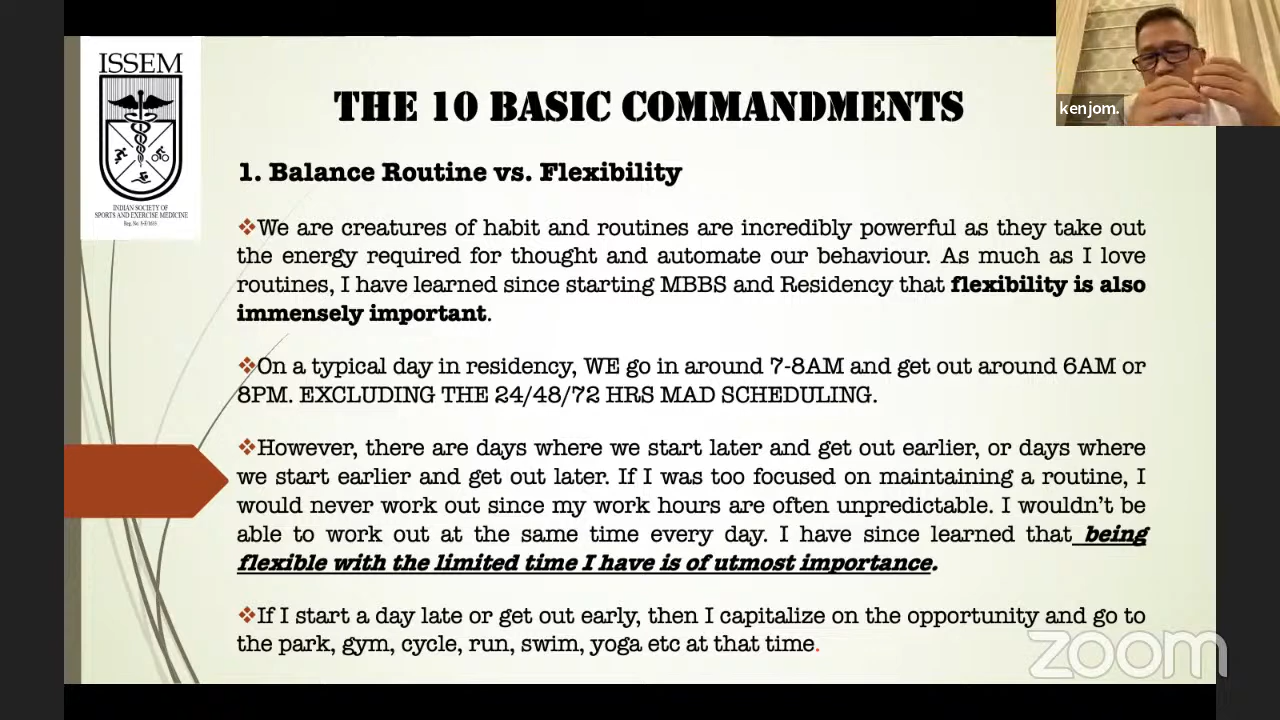 ISSEM
INDIAN SOCIETY OF
SPORTS AND EXERCISE MEDICINE
THE 10 BASIC COMMANDMENTS
kenjom.
1. Balance Routine vs. Flexibility
❖We are creatures of habit and routines are incredibly powerful as they take out
the energy required for thought and automate our behaviour. As much as I love
routines, I have learned since starting MBBS and Residency that flexibility is also
immensely important.
❖On a typical day in residency, WE go in around 7-8AM and get out around 6AM or
8PM. EXCLUDING THE 24/48/72 HRS MAD SCHEDULING.
❖However, there are days where we start later and get out earlier, or days where
we start earlier and get out later. If I was too focused on maintaining a routine, I
would never work out since my work hours are often unpredictable. I wouldn't be
able to work out at the same time every day. I have since learned that being
flexible with the limited time I have is of utmost importance.
❖If I start a day late or get out early, then I capitalize on the opportunity and go to
the park, gym, cycle, run, swim, yoga etc at that time.
zoom